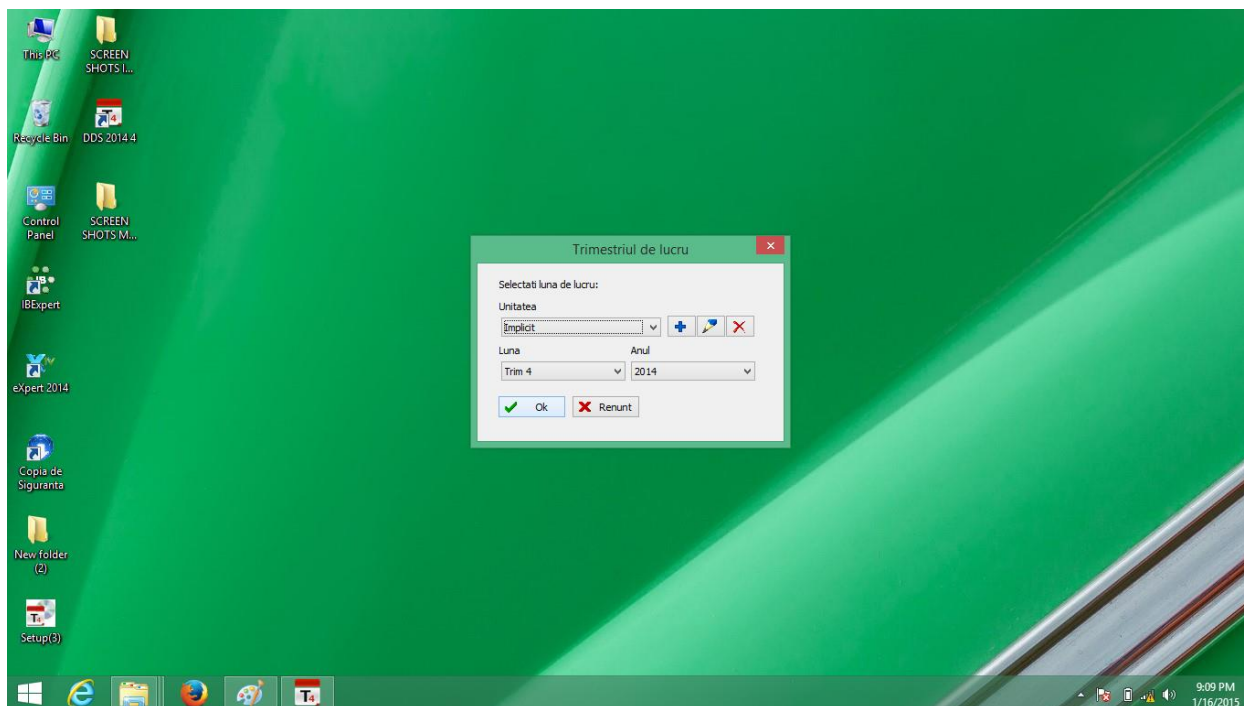 This PC
SCREEN
SHOTS I...
Recycle Bin
DDS 2014 4
Control
Panel
SCREEN
SHOTS M...
IBExpert
eXpert 2014
Copia de
Siguranta
New folder
(2)
Setup(3)
Trimestriul de lucru
Selectati luna de lucru:
Unitatea
Implicit
Luna
Anul
Trim 4
2014
Ok
Renunt
9:09 PM
1/16/2015